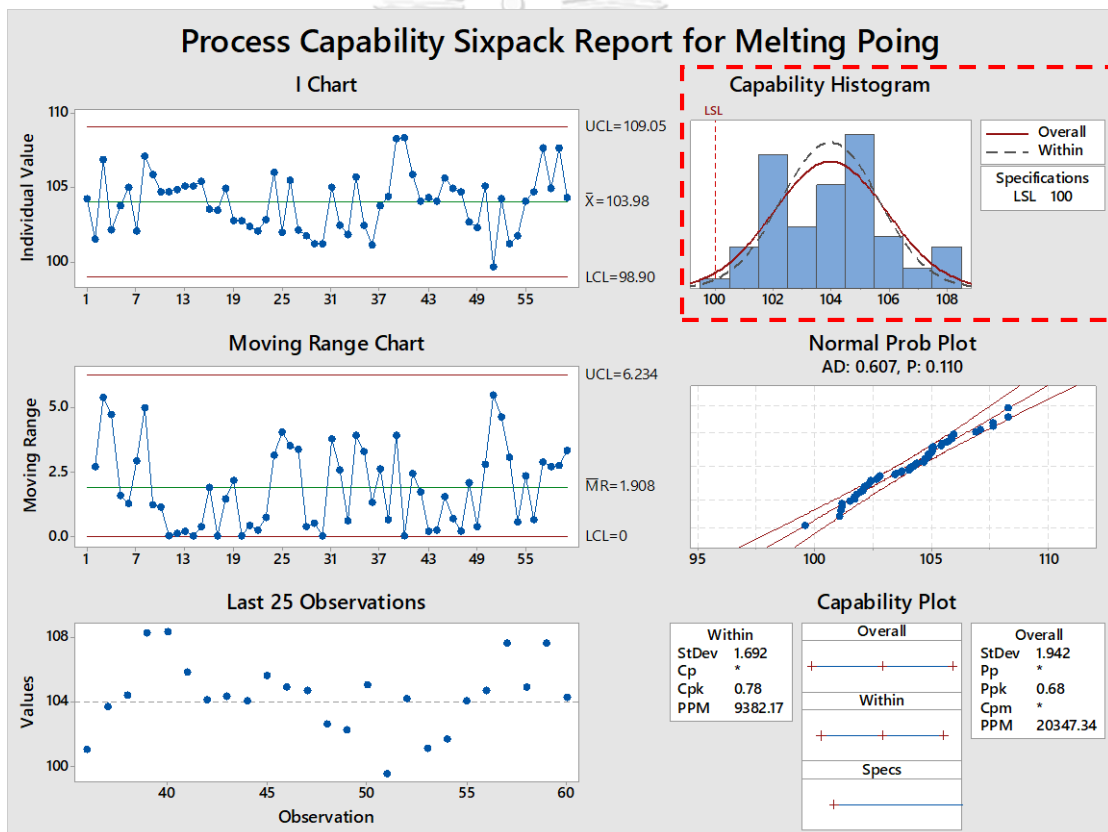 Process Capability Sixpack Report for Melting Poing
I Chart
Individual Value
110
105
100
UCL=109.05
X̄=103.98
LCL=98.90
1 7 13 19 25 31 37 43 49 55
Capability Histogram
LSL
100 102 104 106 108
Overall
Within
Specifications
LSL 100
Moving Range Chart
Moving Range
5.0
2.5
0.0
UCL=6.234
M̄R̄=1.908
LCL=0
1 7 13 19 25 31 37 43 49 55
Normal Prob Plot
AD: 0.607, P: 0.110
95 100 105 110
Last 25 Observations
Values
108
104
100
40 45 50 55 60
Observation
Capability Plot
Within
StDev 1.692
Cp *
Cpk 0.78
PPM 9382.17
Overall
Within
Specs
Overall
StDev 1.942
Pp *
Ppk 0.68
Cpm *
PPM 20347.34